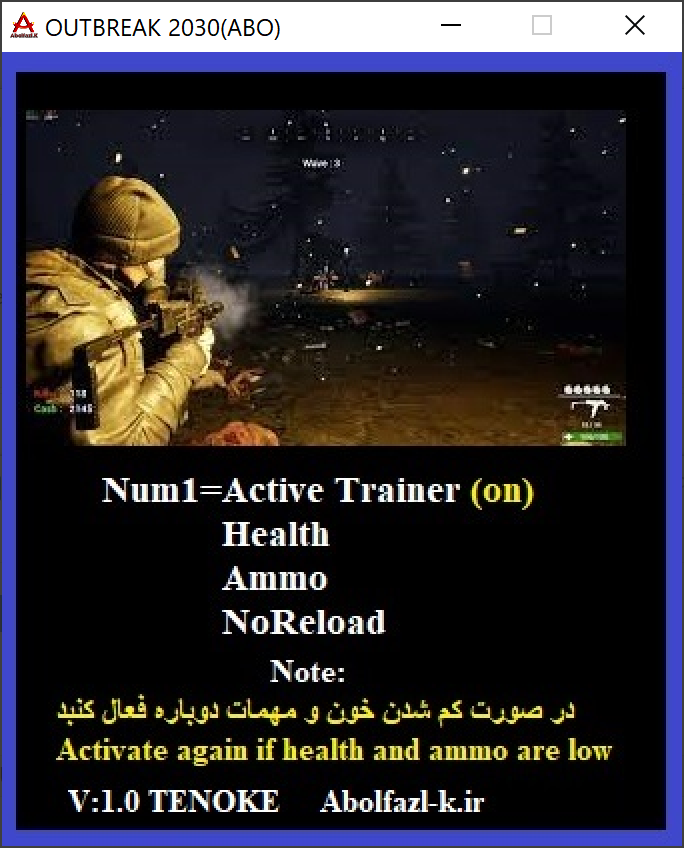 OUTBREAK 2030(ABO)
Wave : 3
Num1=Active Trainer (on)
Health
Ammo
NoReload
Note:
در صورت کم شدن خون و مهمات دوباره فعال کنبد
Activate again if health and ammo are low
V:1.0 TENOKE Abolfazl-k.ir